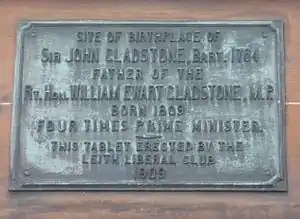 SITE OF BIRTHPLACE OF
SIR JOHN GLADSTONE, BART. 1764
FATHER OF THE
RT. HON. WILLIAM EWART GLADSTONE, M.P.
BORN 1809
FOUR TIMES PRIME MINISTER.
THIS TABLET ERECTED BY THE
LEITH LIBERAL CLUB
1909